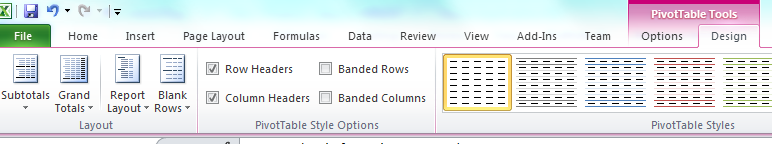 PivotTable Tools
File Home Insert Page Layout Formulas Data Review View Add-Ins Team Options Design
Subtotals Grand Totals Report Layout Blank Rows
Row Headers Banded Rows
Column Headers Banded Columns
Layout PivotTable Style Options PivotTable Styles